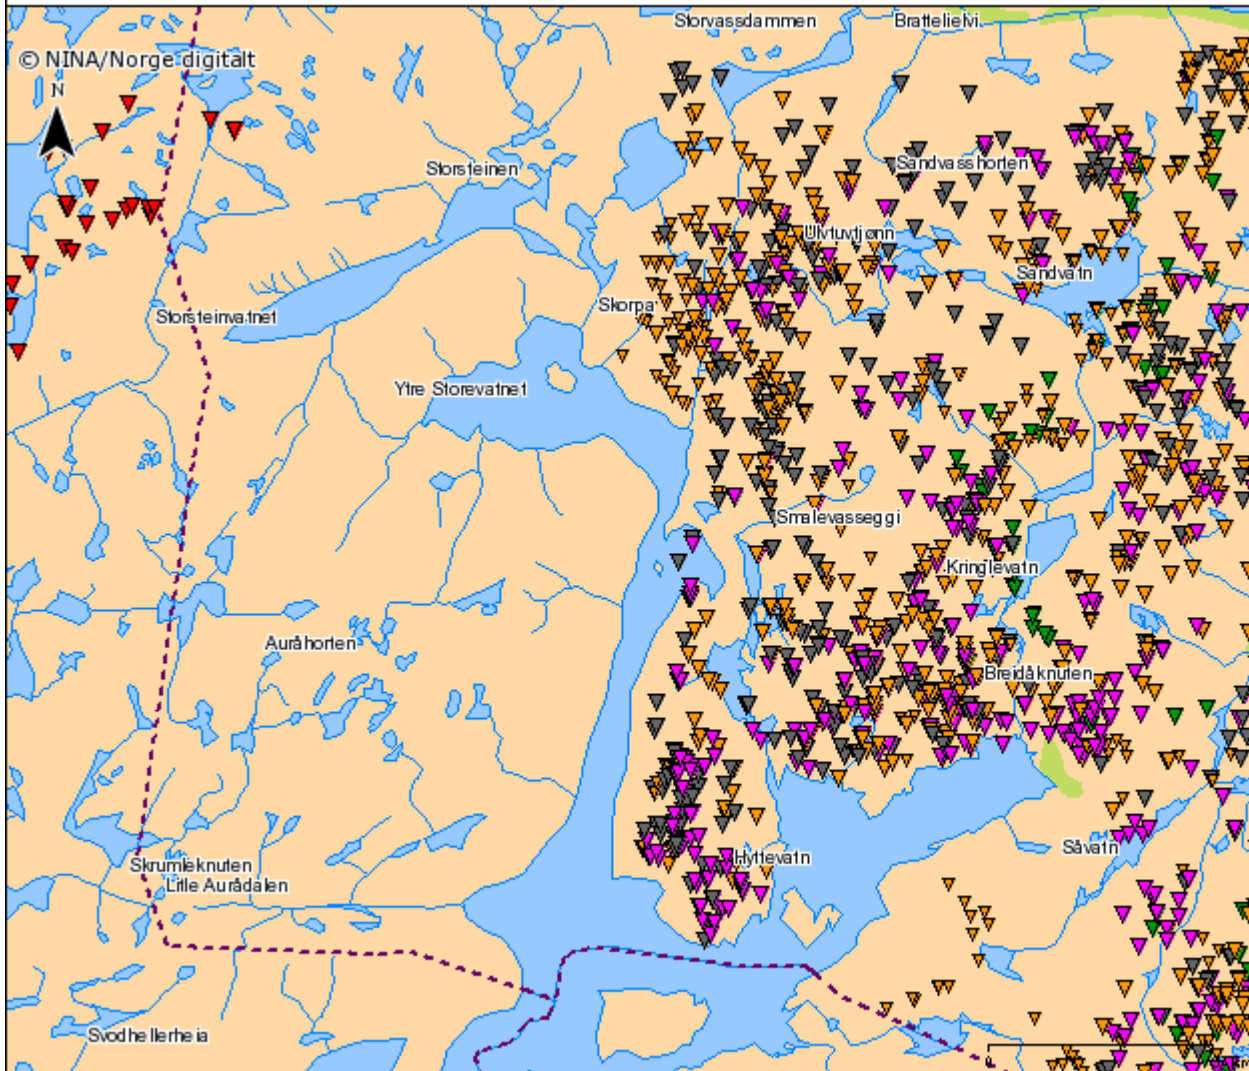 Storvassdammen
Brattelielvi
© NINA/Norge digitalt
N
Storsteinen
Sandvasshorten
Ulvtuvtjønn
Sandvatn
Skorpa
Storsteinvatnet
Ytre Storevatnet
Smalevasseggi
Kringlevatn
Auråhorten
Breidåknuten
Såvatn
Hyttevatn
Skrumleknuten
Litle Aurådalen
Svodhellerheia
0